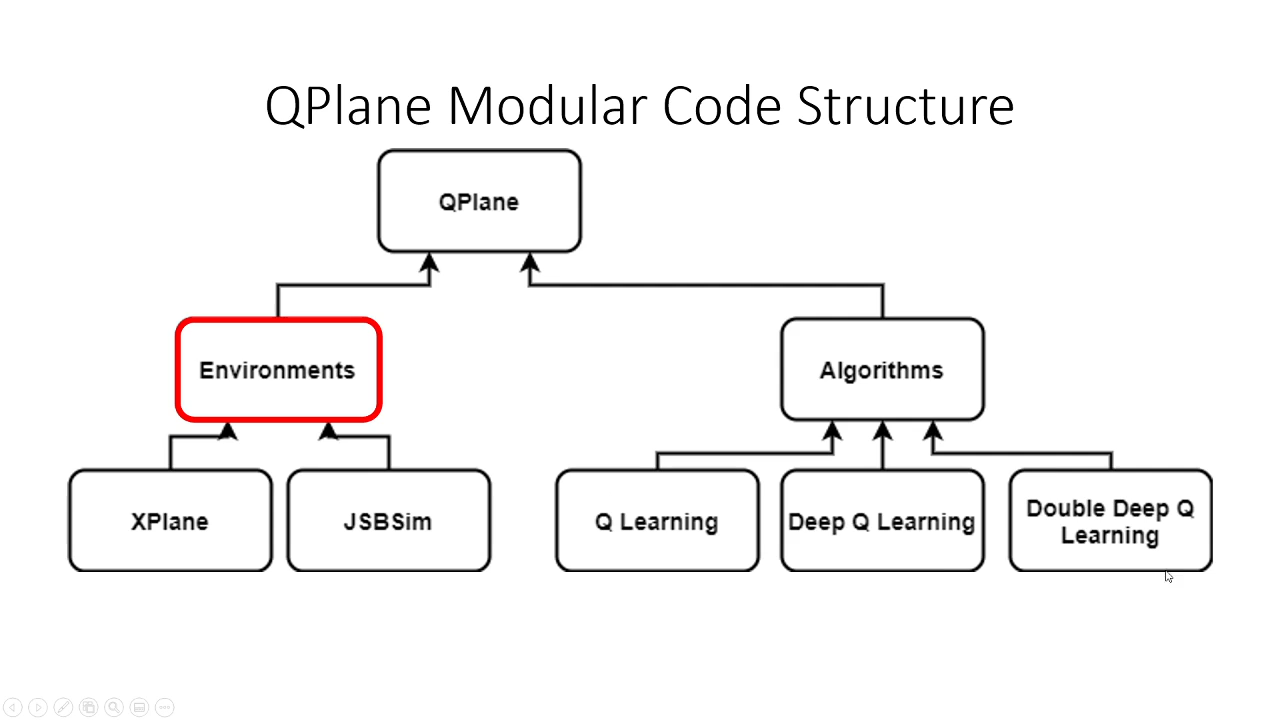 QPlane Modular Code Structure
QPlane
Environments
Algorithms
XPlane
JSBSim
Q Learning
Deep Q Learning
Double Deep Q
Learning